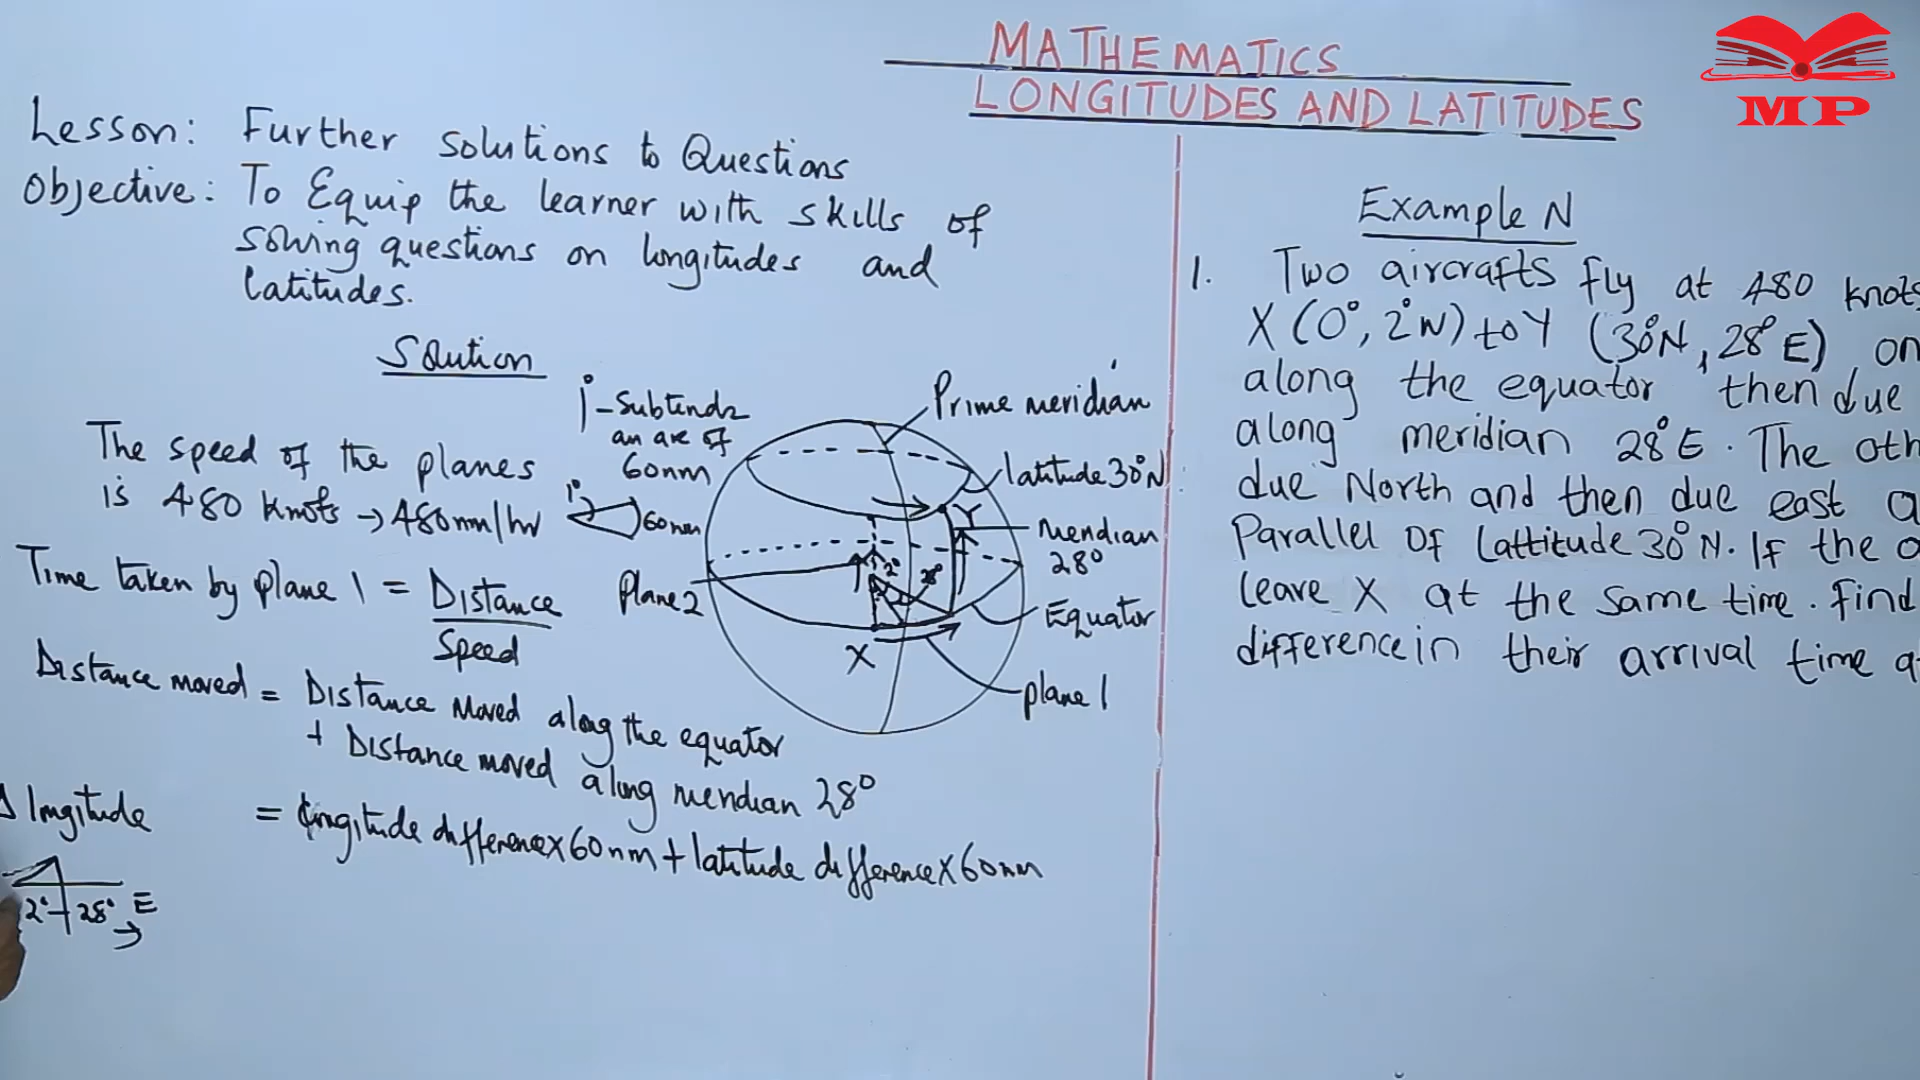 MATHEMATICS
LONGITUDES AND LATITUDES
MP
Lesson: Further solutions to Questions
Objective: To Equip the learner with skills of
solving questions on longitudes and
latitudes.
Solution
The speed of the planes
is 480 knots → 480nm/hr
1° - Subtends
an arc of
60nm
1°
60nm
Time taken by plane 1 = Distance
Speed
Distance moved = Distance moved along the equator
+ Distance moved along meridian 28°
Δ longitude = longitude difference x 60nm + latitude difference x 60nm
2° 28° E
Prime meridian
latitude 30°N
Y
Meridian
28°
Equator
plane 1
Plane 2
X
2° 28°
Example N
1. Two aircrafts fly at 480 knots
X (0°, 2°W) to Y (30°N, 28°E) on
along the equator then due
along meridian 28°E. The oth
due North and then due east a
Parallel of Lattitude 30°N. If the
leave X at the same time. Find
difference in their arrival time a